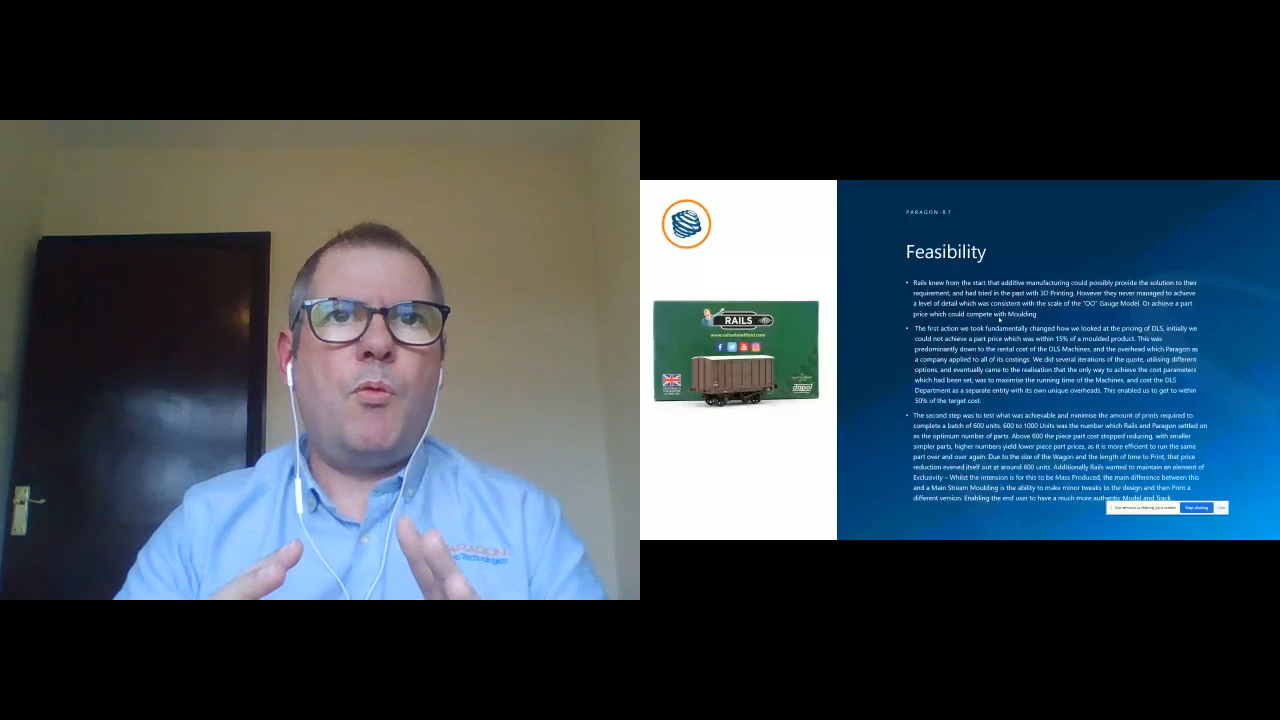 PARAGON
Technologies
RAILS
www.railsofsheffield.com
dapol
PARAGON-RT
Feasibility
• Rails knew from the start that additive manufacturing could possibly provide the solution to their
requirement, and had tried in the past with 3D Printing. However they never managed to achieve
a level of detail which was consistent with the scale of the "OO" Gauge Model. Or achieve a part
price which could compete with Moulding
• The first action we took fundamentally changed how we looked at the pricing of DLS, initially we
could not achieve a part price which was within 15% of a moulded product. This was
predominantly down to the rental cost of the DLS Machines, and the overhead which Paragon as
a company applied to all of its costings. We did several iterations of the quote, utilising different
options, and eventually came to the realisation that the only way to achieve the cost parameters
which had been set, was to maximise the running time of the Machines, and cost the DLS
Department as a separate entity with its own unique overheads. This enabled us to get to within
50% of the target cost.
• The second step was to test what was achievable and minimise the amount of prints required to
complete a batch of 600 units. 600 to 1000 Units was the number which Rails and Paragon settled on
as the optimum number of parts. Above 600 the piece part cost stopped reducing, with smaller
simpler parts, higher numbers yield lower piece part prices, as it is more efficient to run the same
part over and over again. Due to the size of the Wagon and the length of time to Print, that price
reduction evened itself out at around 600 units. Additionally Rails wanted to maintain an element of
Exclusivity – Whilst the intension is for this to be Mass Produced, the main difference between this
and a Main Stream Moulding is the ability to make minor tweaks to the design and then Print a
different version. Enabling the end user to have a much more authentic Model and Track
is sharing your screen.
Stop sharing
Hide